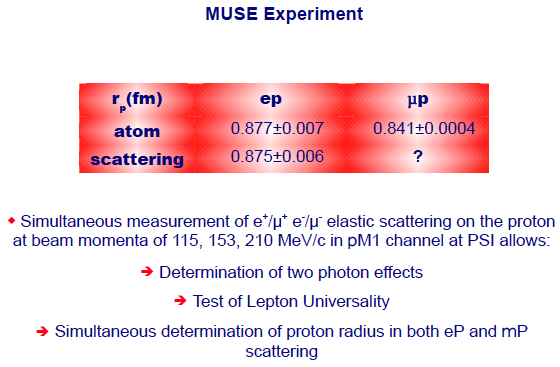 MUSE Experiment
rp(fm) ep μp
atom 0.877±0.007 0.841±0.0004
scattering 0.875±0.006 ?
◆ Simultaneous measurement of e⁺/μ⁺ e⁻/μ⁻ elastic scattering on the proton
at beam momenta of 115, 153, 210 MeV/c in pM1 channel at PSI allows:
➔ Determination of two photon effects
➔ Test of Lepton Universality
➔ Simultaneous determination of proton radius in both eP and mP
scattering